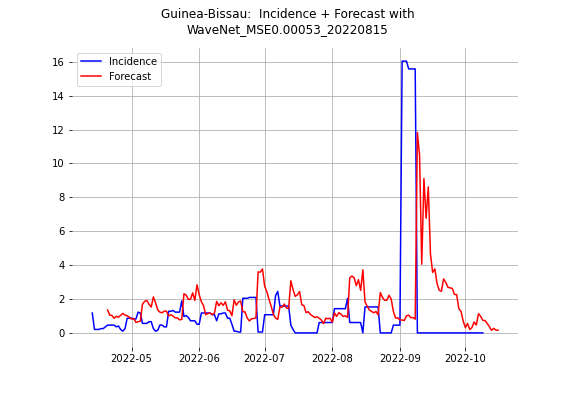 Guinea-Bissau:  Incidence + Forecast with
WaveNet_MSE0.00053_20220815
Incidence
Forecast
16
14
12
10
8
6
4
2
0
2022-05 2022-06 2022-07 2022-08 2022-09 2022-10